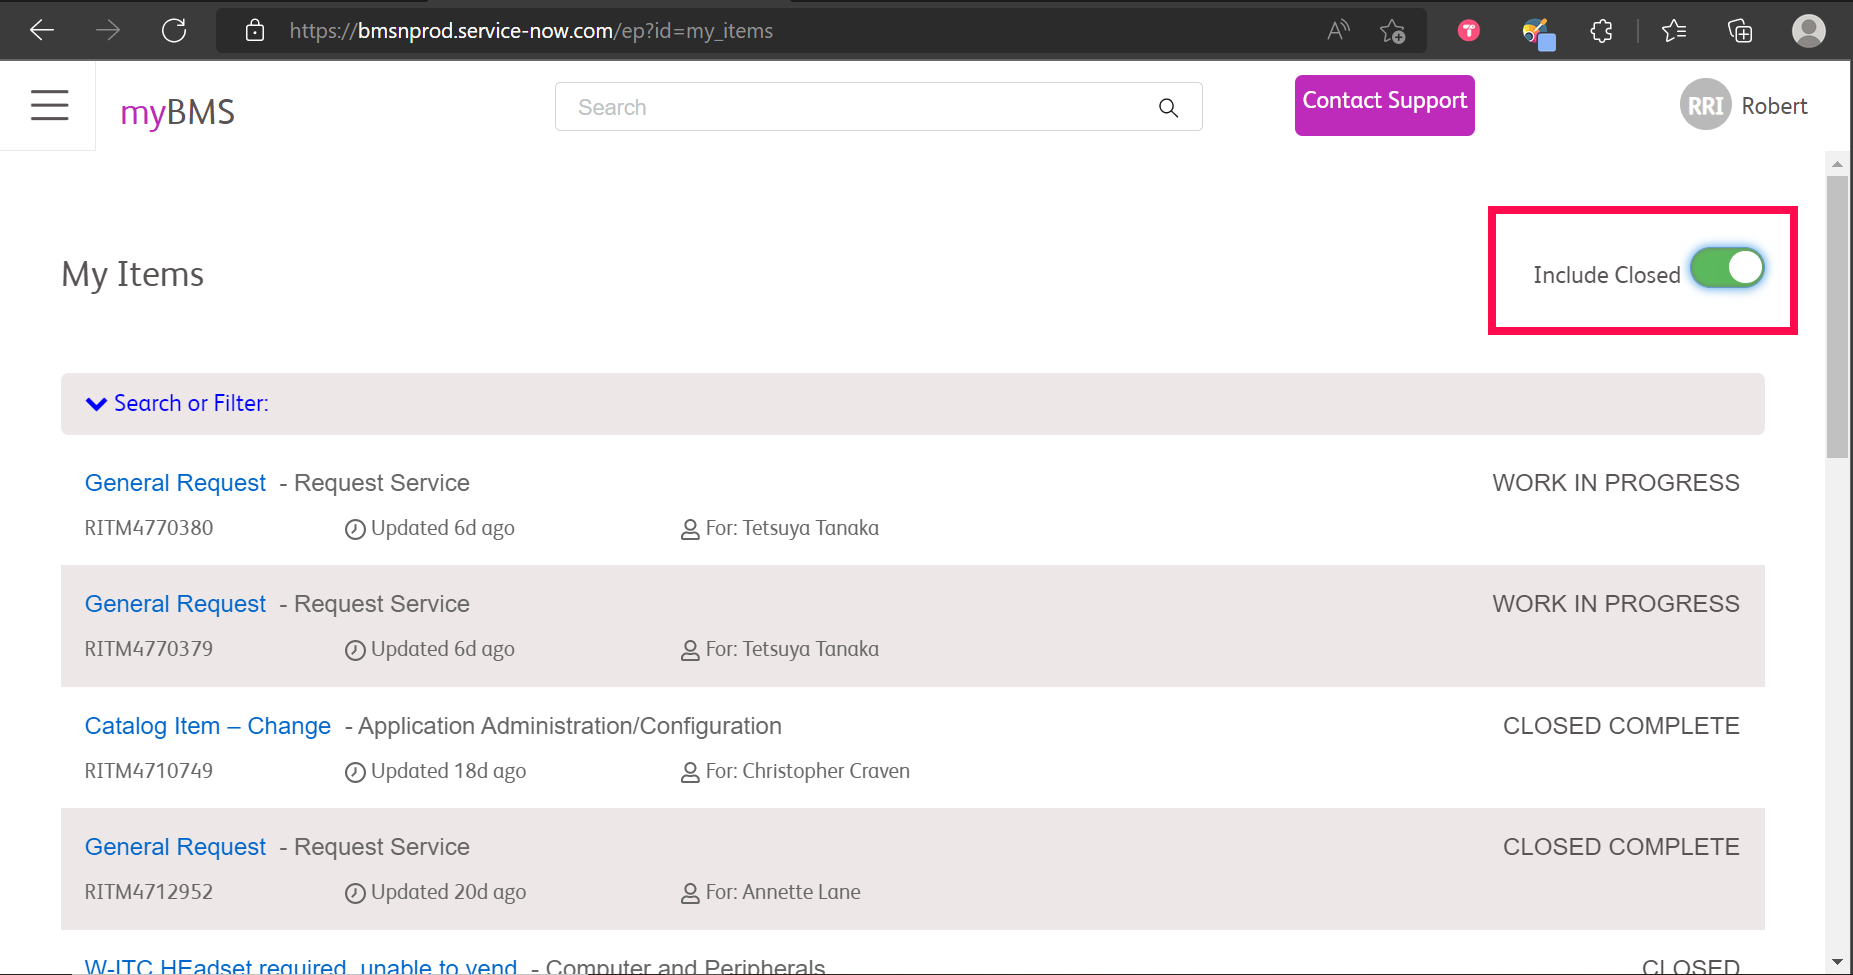 https://bmsnprod.service-now.com/ep?id=my_items
myBMS
Search
Contact Support
RRI Robert
My Items
Include Closed
Search or Filter:
General Request - Request Service WORK IN PROGRESS
RITM4770380 Updated 6d ago For: Tetsuya Tanaka
General Request - Request Service WORK IN PROGRESS
RITM4770379 Updated 6d ago For: Tetsuya Tanaka
Catalog Item – Change - Application Administration/Configuration CLOSED COMPLETE
RITM4710749 Updated 18d ago For: Christopher Craven
General Request - Request Service CLOSED COMPLETE
RITM4712952 Updated 20d ago For: Annette Lane
W-ITC HEadset required, unable to vend - Computer and Peripherals CLOSED